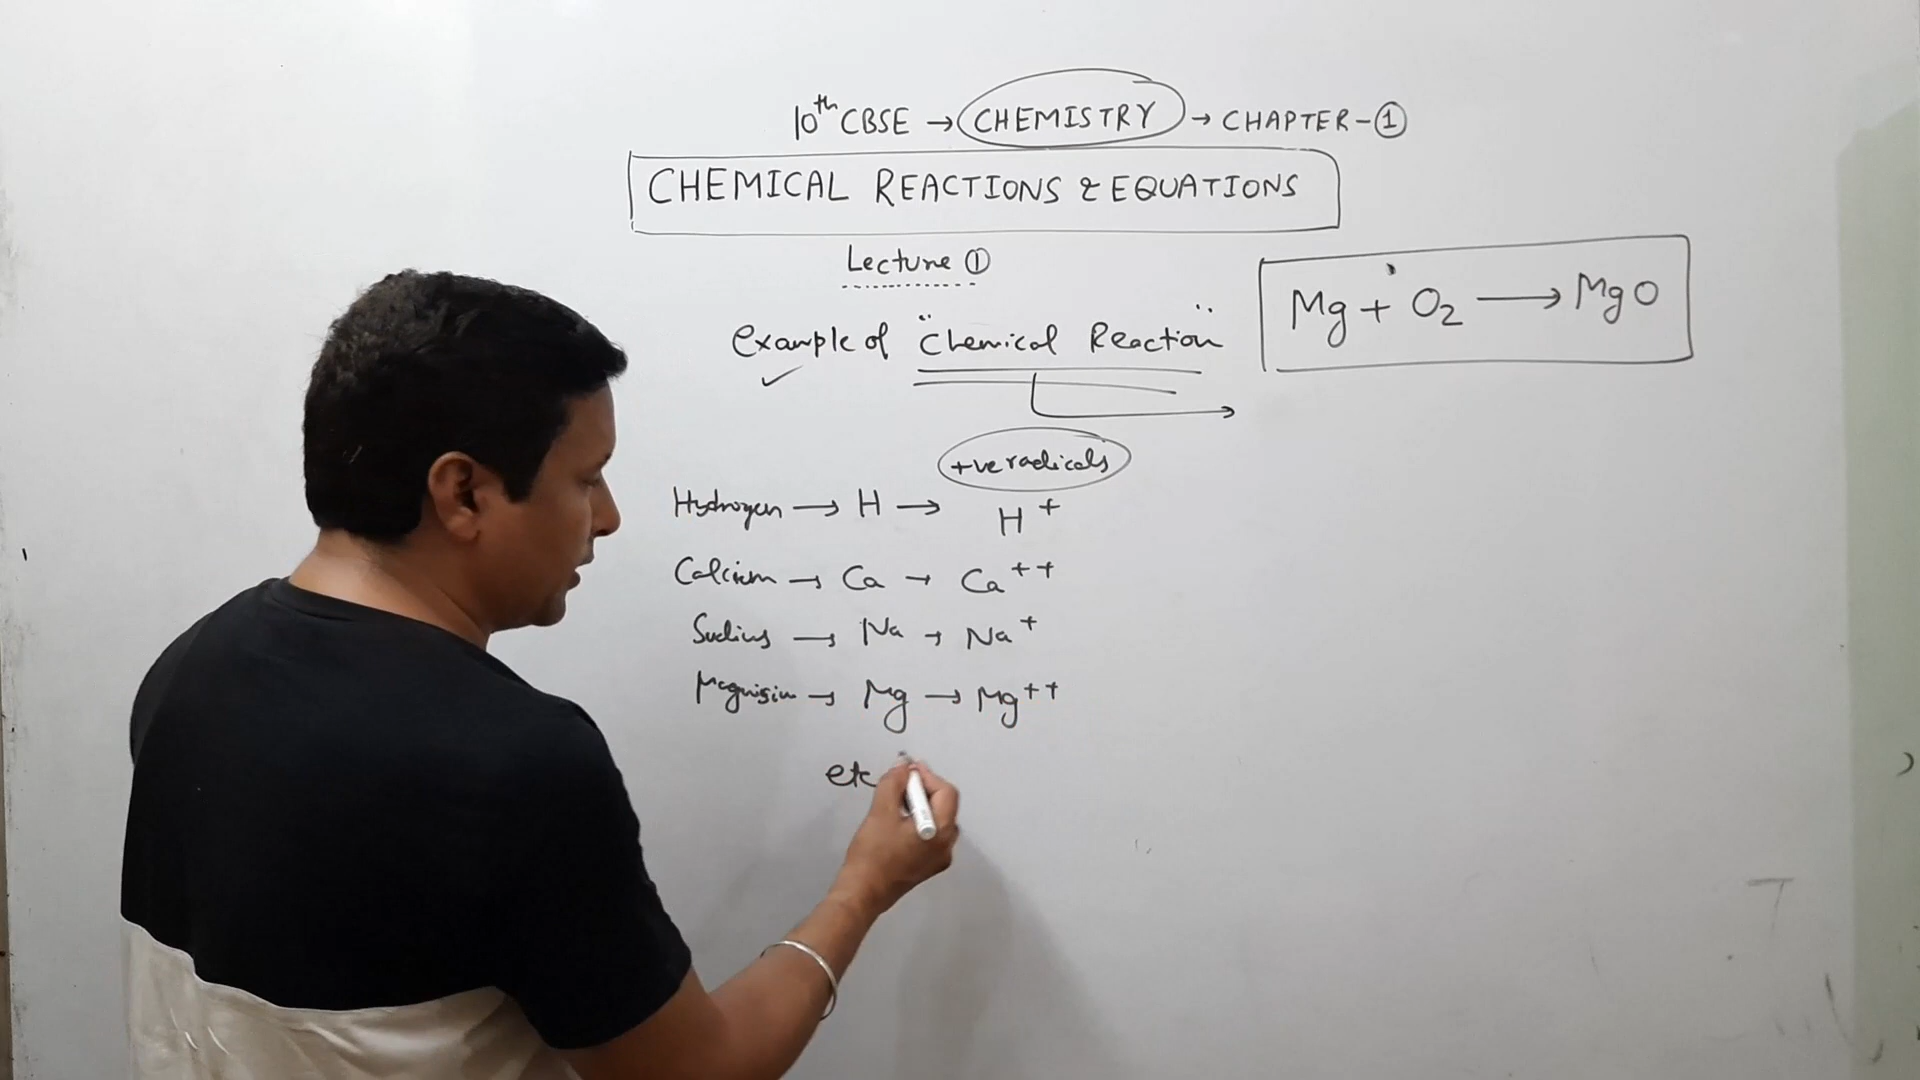 10th CBSE → CHEMISTRY → CHAPTER-①
CHEMICAL REACTIONS & EQUATIONS
Lecture ①
Example of "Chemical Reaction"
Mg + O₂ → MgO
+ve radicals
Hydrogen → H → H⁺
Calcium → Ca → Ca⁺⁺
Sodium → Na → Na⁺
Magnisium → Mg → Mg⁺⁺
etc